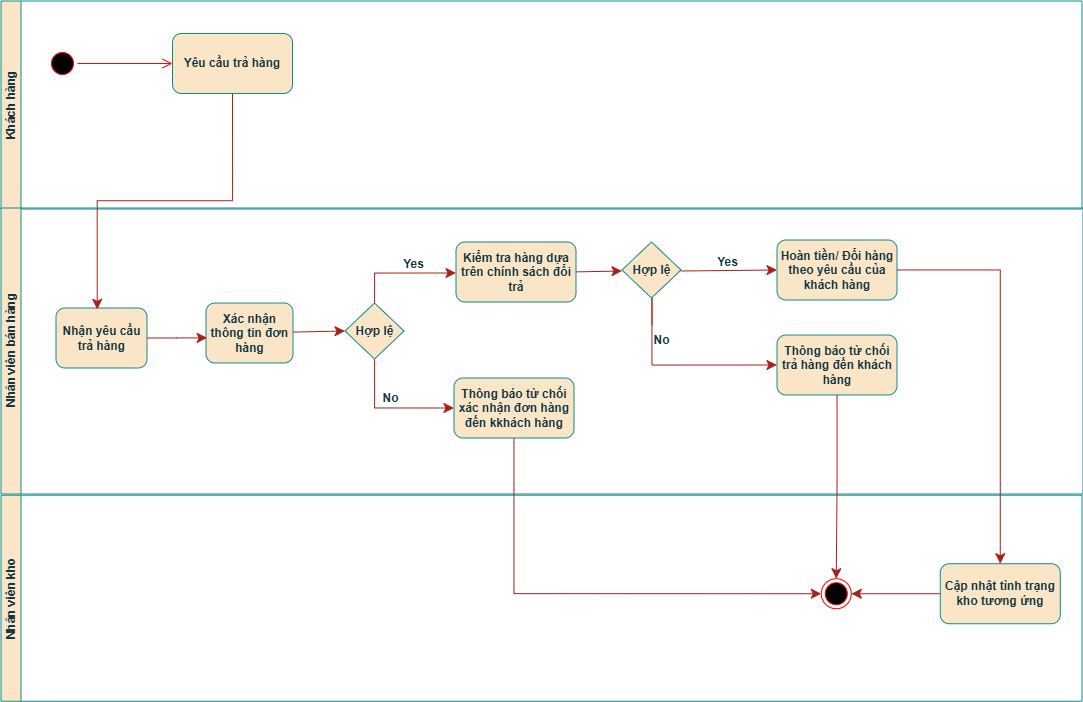 Khách hàng
Yêu cầu trả hàng
Nhân viên bán hàng
Nhận yêu cầu
trả hàng
Xác nhận
thông tin đơn
hàng
Hợp lệ
Yes
No
Kiểm tra hàng dựa
trên chính sách đổi
trả
Thông báo từ chối
xác nhận đơn hàng
đến kkhách hàng
Hợp lệ
Yes
No
Hoàn tiền/ Đổi hàng
theo yêu cầu của
khách hàng
Thông báo từ chối
trả hàng đến khách
hàng
Nhân viên kho
Cập nhật tình trạng
kho tương ứng